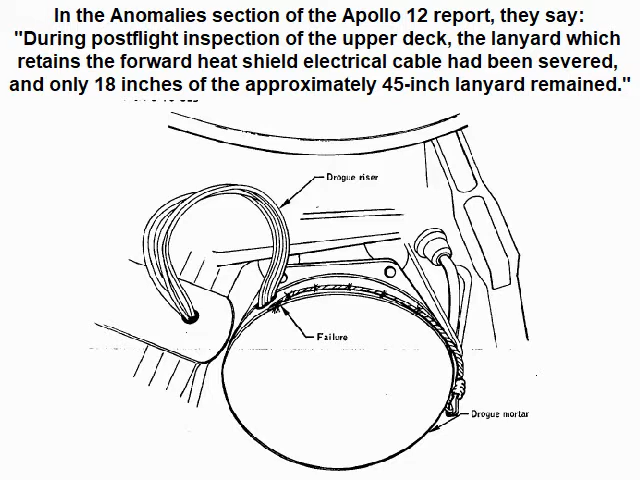 In the Anomalies section of the Apollo 12 report, they say:
"During postflight inspection of the upper deck, the lanyard which
retains the forward heat shield electrical cable had been severed,
and only 18 inches of the approximately 45-inch lanyard remained."
Drogue riser
Failure
Drogue mortar